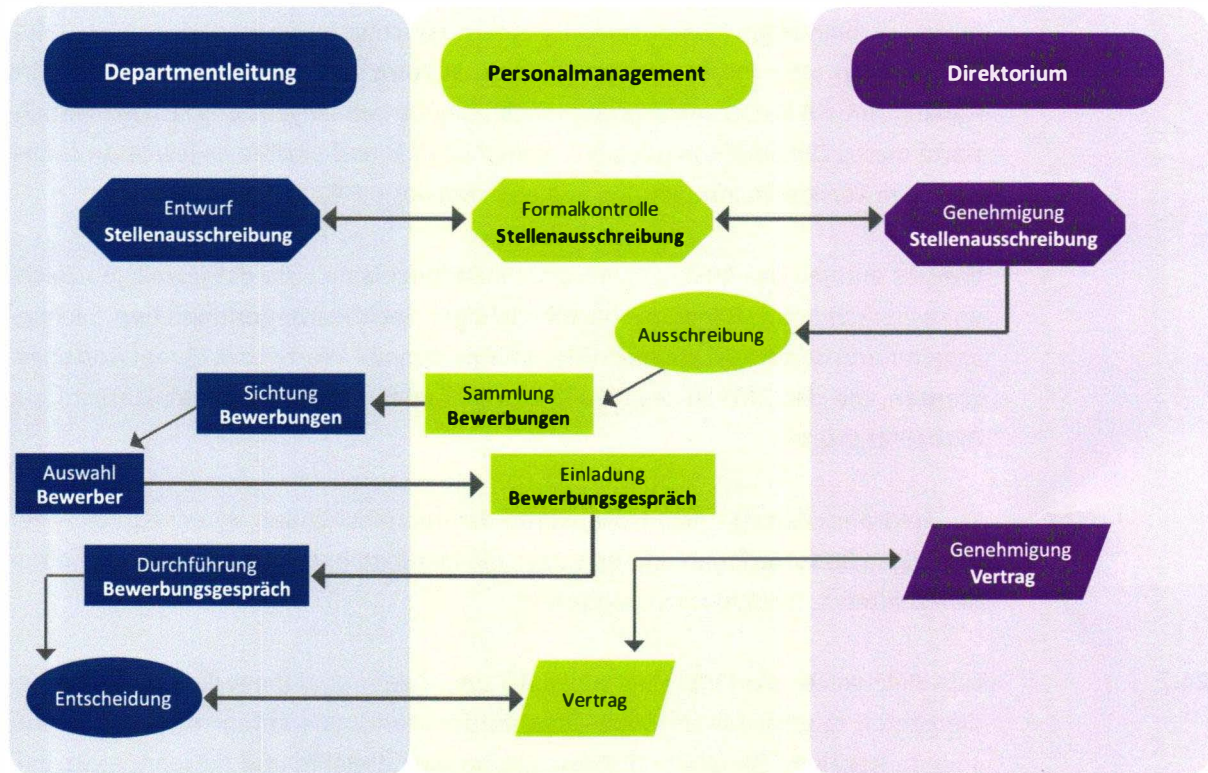 Departmentleitung
Personalmanagement
Direktorium
Entwurf
Stellenausschreibung
Formalkontrolle
Stellenausschreibung
Genehmigung
Stellenausschreibung
Ausschreibung
Sichtung
Bewerbungen
Sammlung
Bewerbungen
Auswahl
Bewerber
Einladung
Bewerbungsgespräch
Durchführung
Bewerbungsgespräch
Genehmigung
Vertrag
Entscheidung
Vertrag